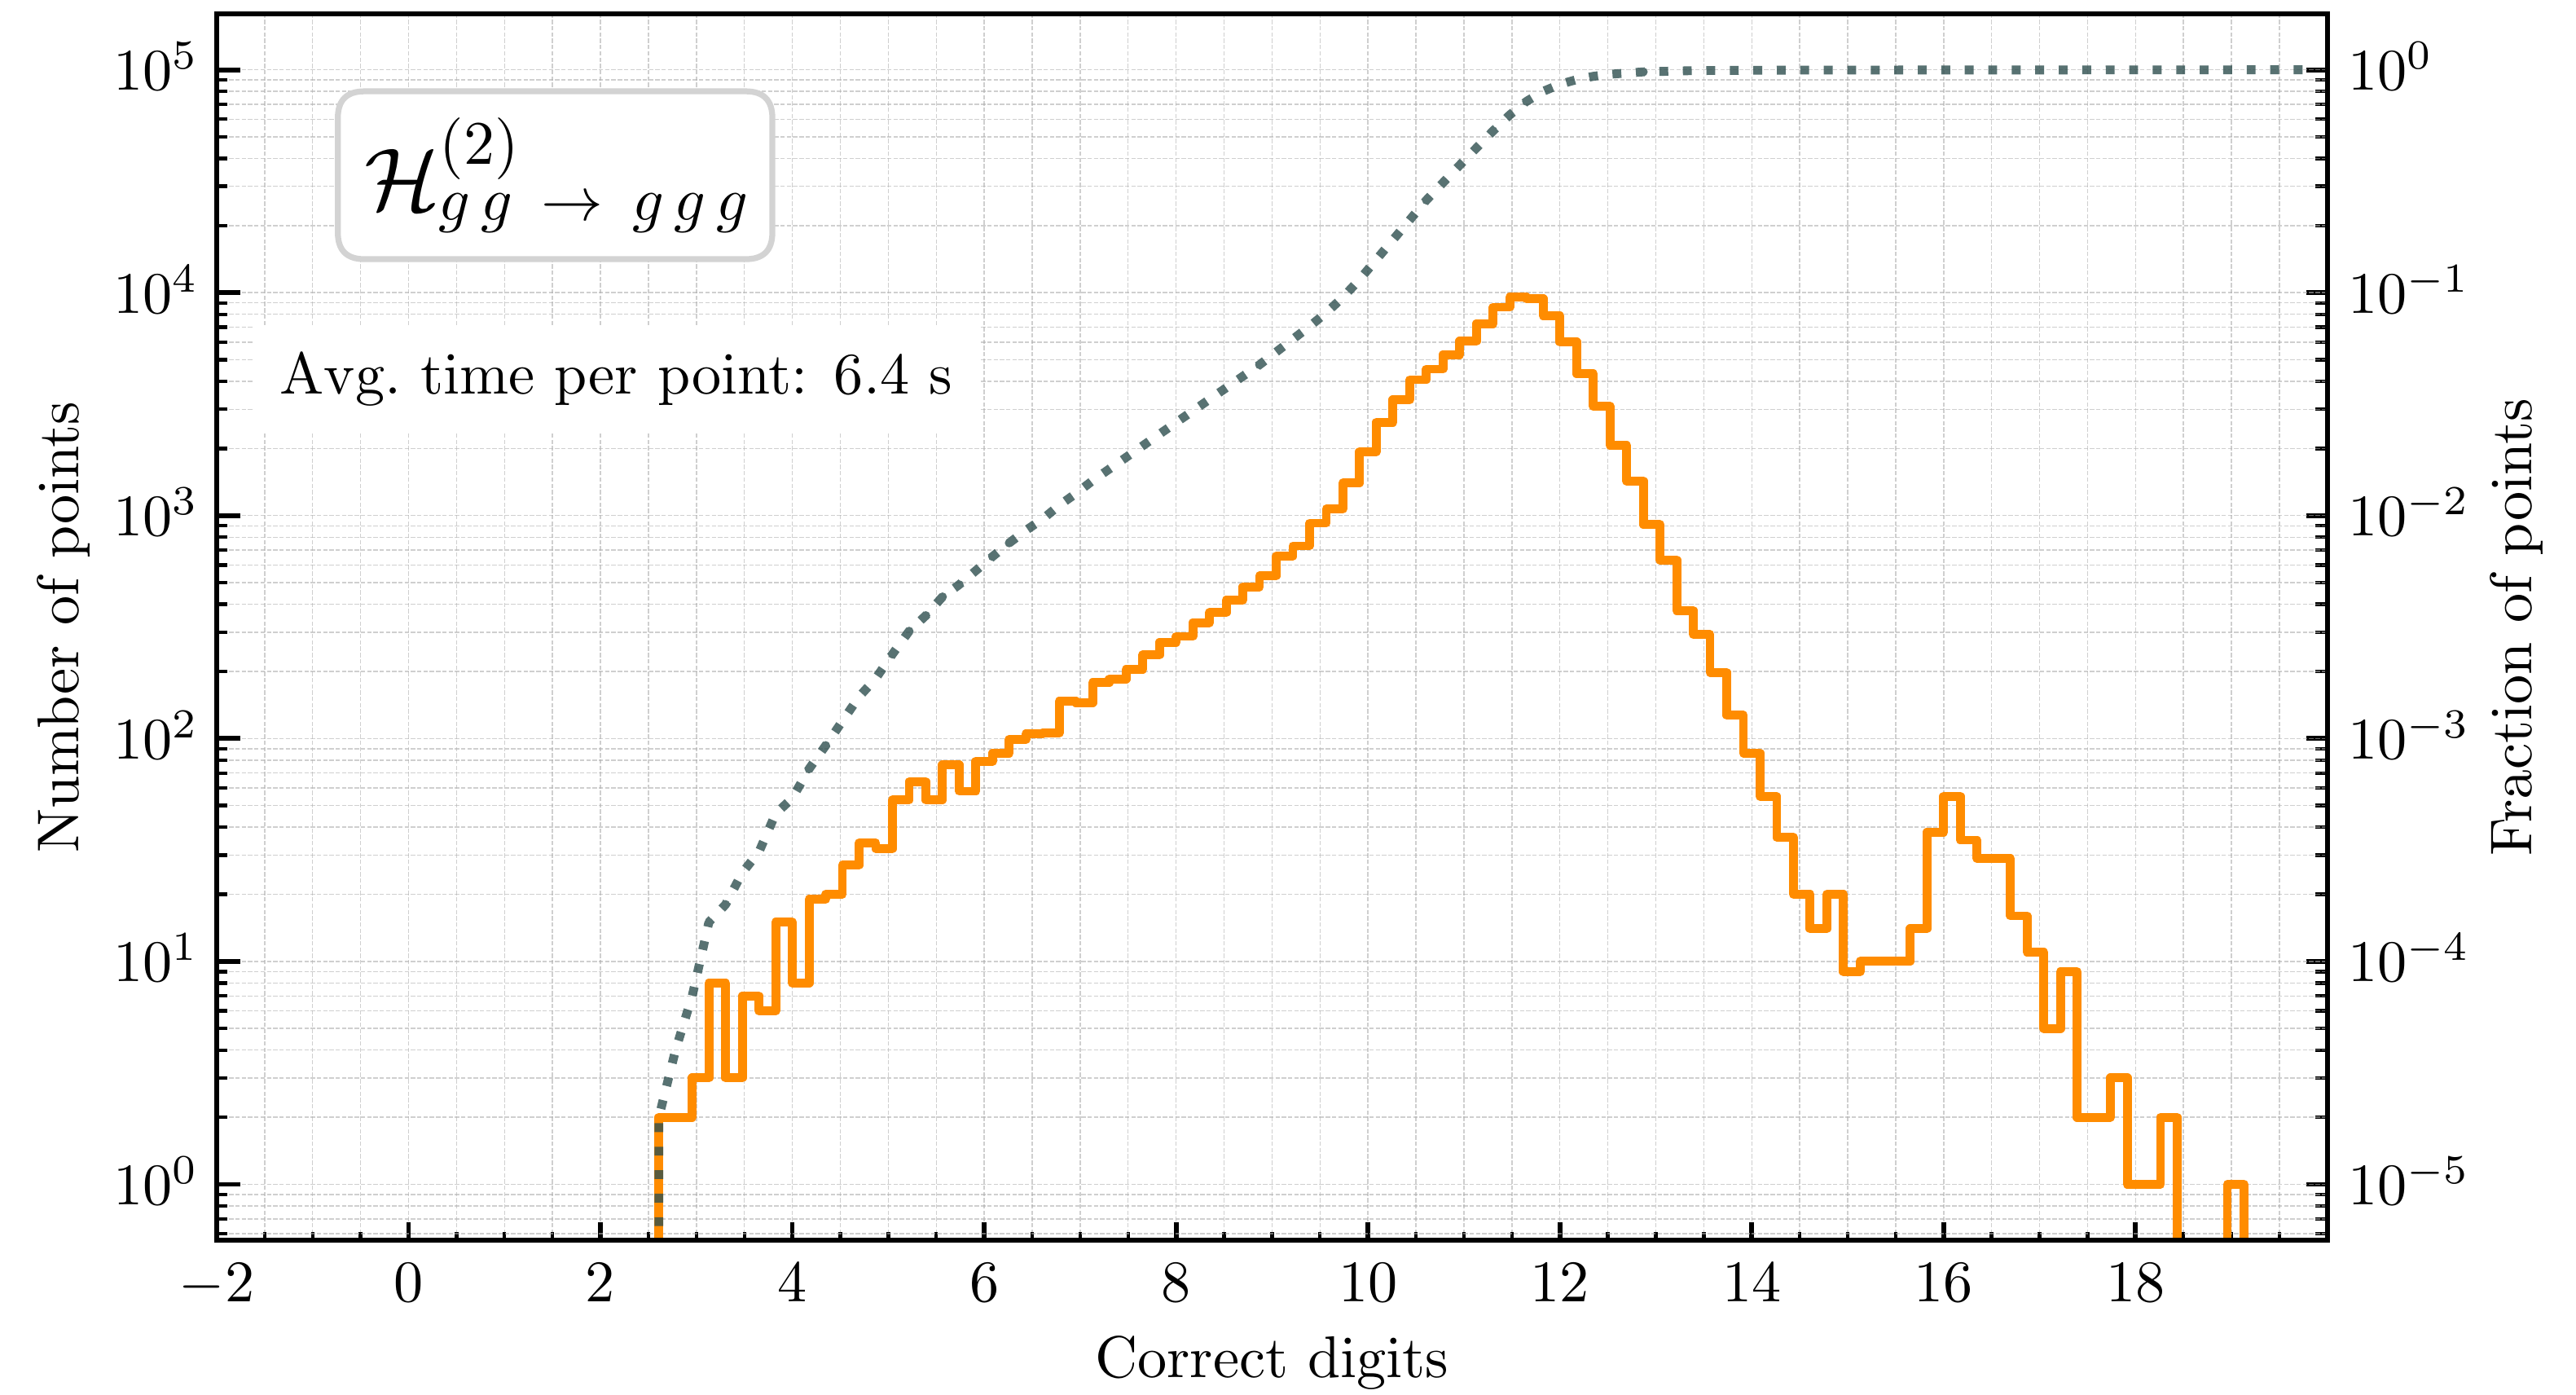 10^5
10^4
10^3
10^2
10^1
10^0
Number of points
ℋ^(2)_{g g → g g g}
Avg. time per point: 6.4 s
10^0
10^−1
10^−2
10^−3
10^−4
10^−5
Fraction of points
−2 0 2 4 6 8 10 12 14 16 18
Correct digits